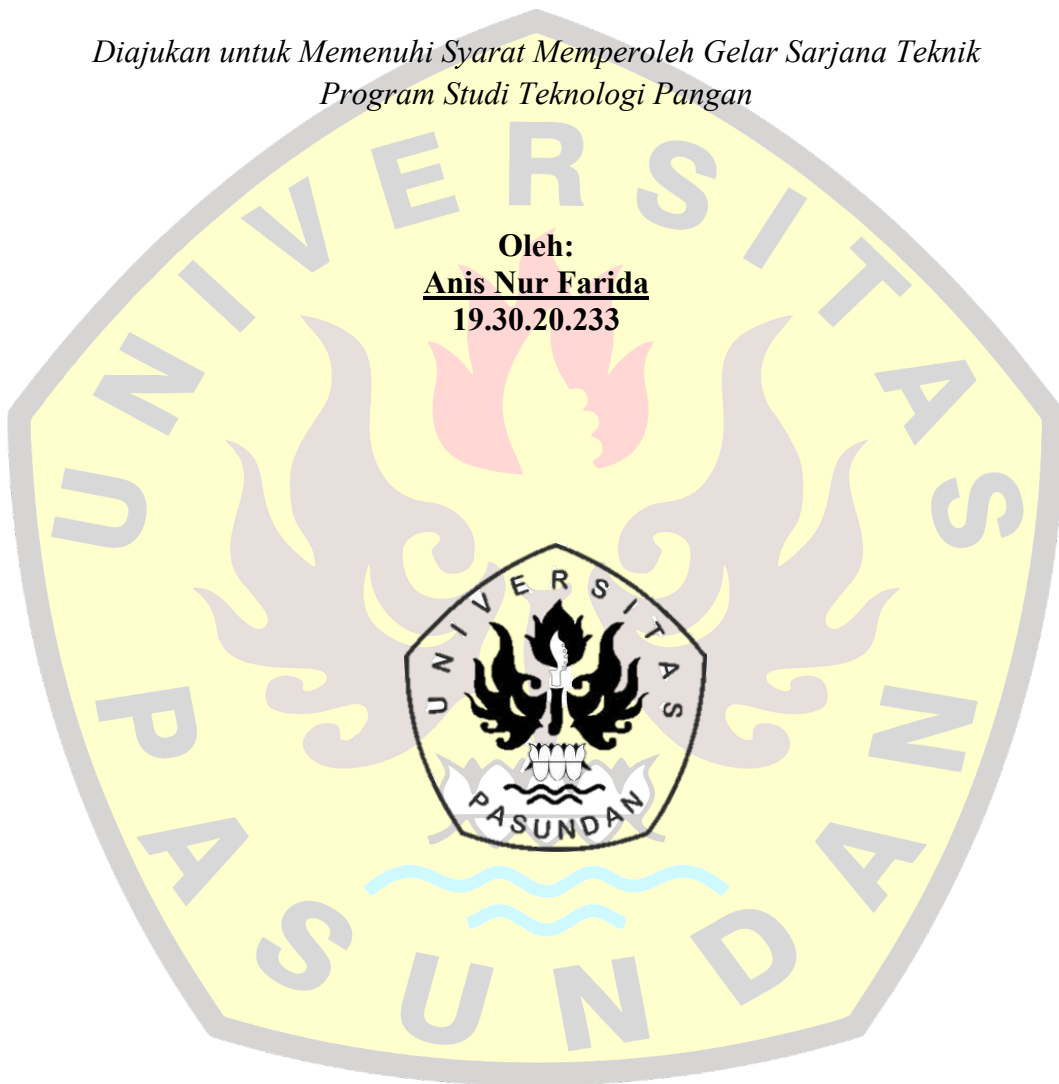 Diajukan untuk Memenuhi Syarat Memperoleh Gelar Sarjana Teknik
Program Studi Teknologi Pangan
Oleh:
Anis Nur Farida
19.30.20.233
UNIVERSITAS
PASUNDAN
UNIVERSITAS
PASUNDAN